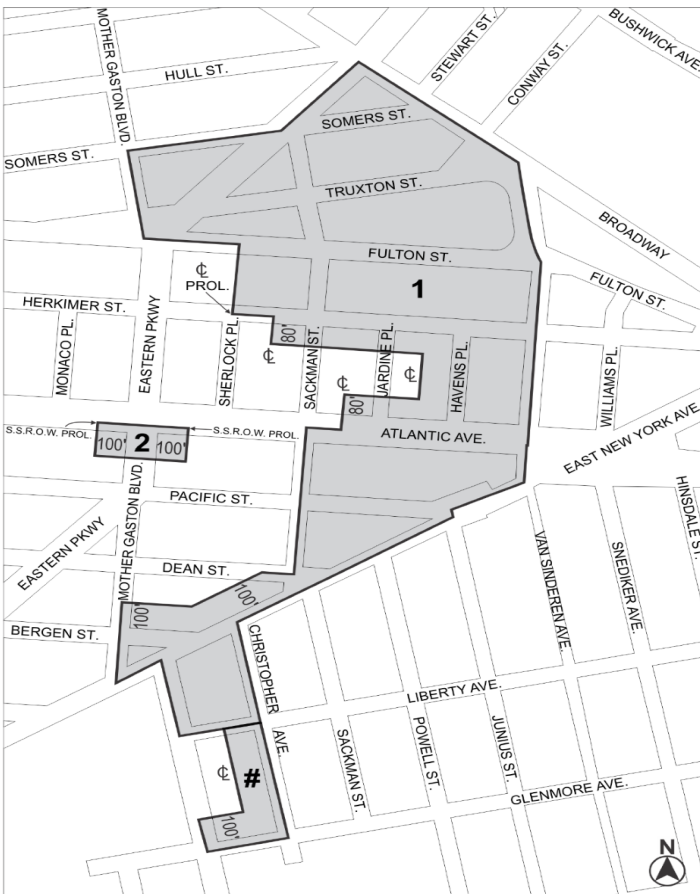 BUSHWICK AVE.
STEWART ST.
CONWAY ST.
MOTHER GASTON BLVD.
HULL ST.
SOMERS ST.
SOMERS ST.
TRUXTON ST.
BROADWAY
FULTON ST.
FULTON ST.
℄
PROL.
1
HERKIMER ST.
MONACO PL.
EASTERN PKWY
SHERLOCK PL.
80'
℄
SACKMAN ST.
℄
JARDINE PL.
℄
HAVENS PL.
WILLIAMS PL.
80'
ATLANTIC AVE.
EAST NEW YORK AVE.
S.S.R.O.W. PROL.
S.S.R.O.W. PROL.
100'
2
100'
MOTHER GASTON BLVD.
PACIFIC ST.
EASTERN PKWY
DEAN ST.
HINSDALE ST.
VAN SINDEREN AVE.
SNEDIKER AVE.
100'
100'
BERGEN ST.
CHRISTOPHER AVE.
LIBERTY AVE.
SACKMAN ST.
POWELL ST.
JUNIUS ST.
GLENMORE AVE.
℄
#
100'
N